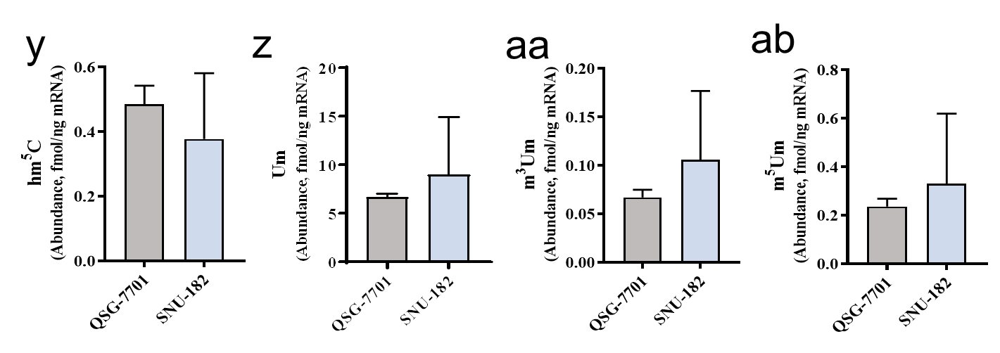 y
hm⁵C
(Abundance, fmol/ng mRNA)
0.6
0.4
0.2
0.0
QSG-7701
SNU-182
z
Um
(Abundance, fmol/ng mRNA)
20
15
10
5
0
QSG-7701
SNU-182
aa
m³Um
(Abundance, fmol/ng mRNA)
0.20
0.15
0.10
0.05
0.00
QSG-7701
SNU-182
ab
m⁵Um
(Abundance, fmol/ng mRNA)
0.8
0.6
0.4
0.2
0.0
QSG-7701
SNU-182